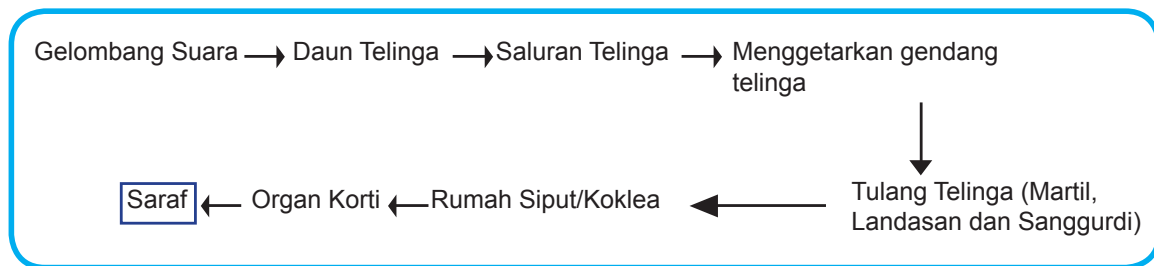 Gelombang Suara
Daun Telinga
Saluran Telinga
Menggetarkan gendang
telinga
Tulang Telinga (Martil,
Landasan dan Sanggurdi)
Rumah Siput/Koklea
Organ Korti
Saraf